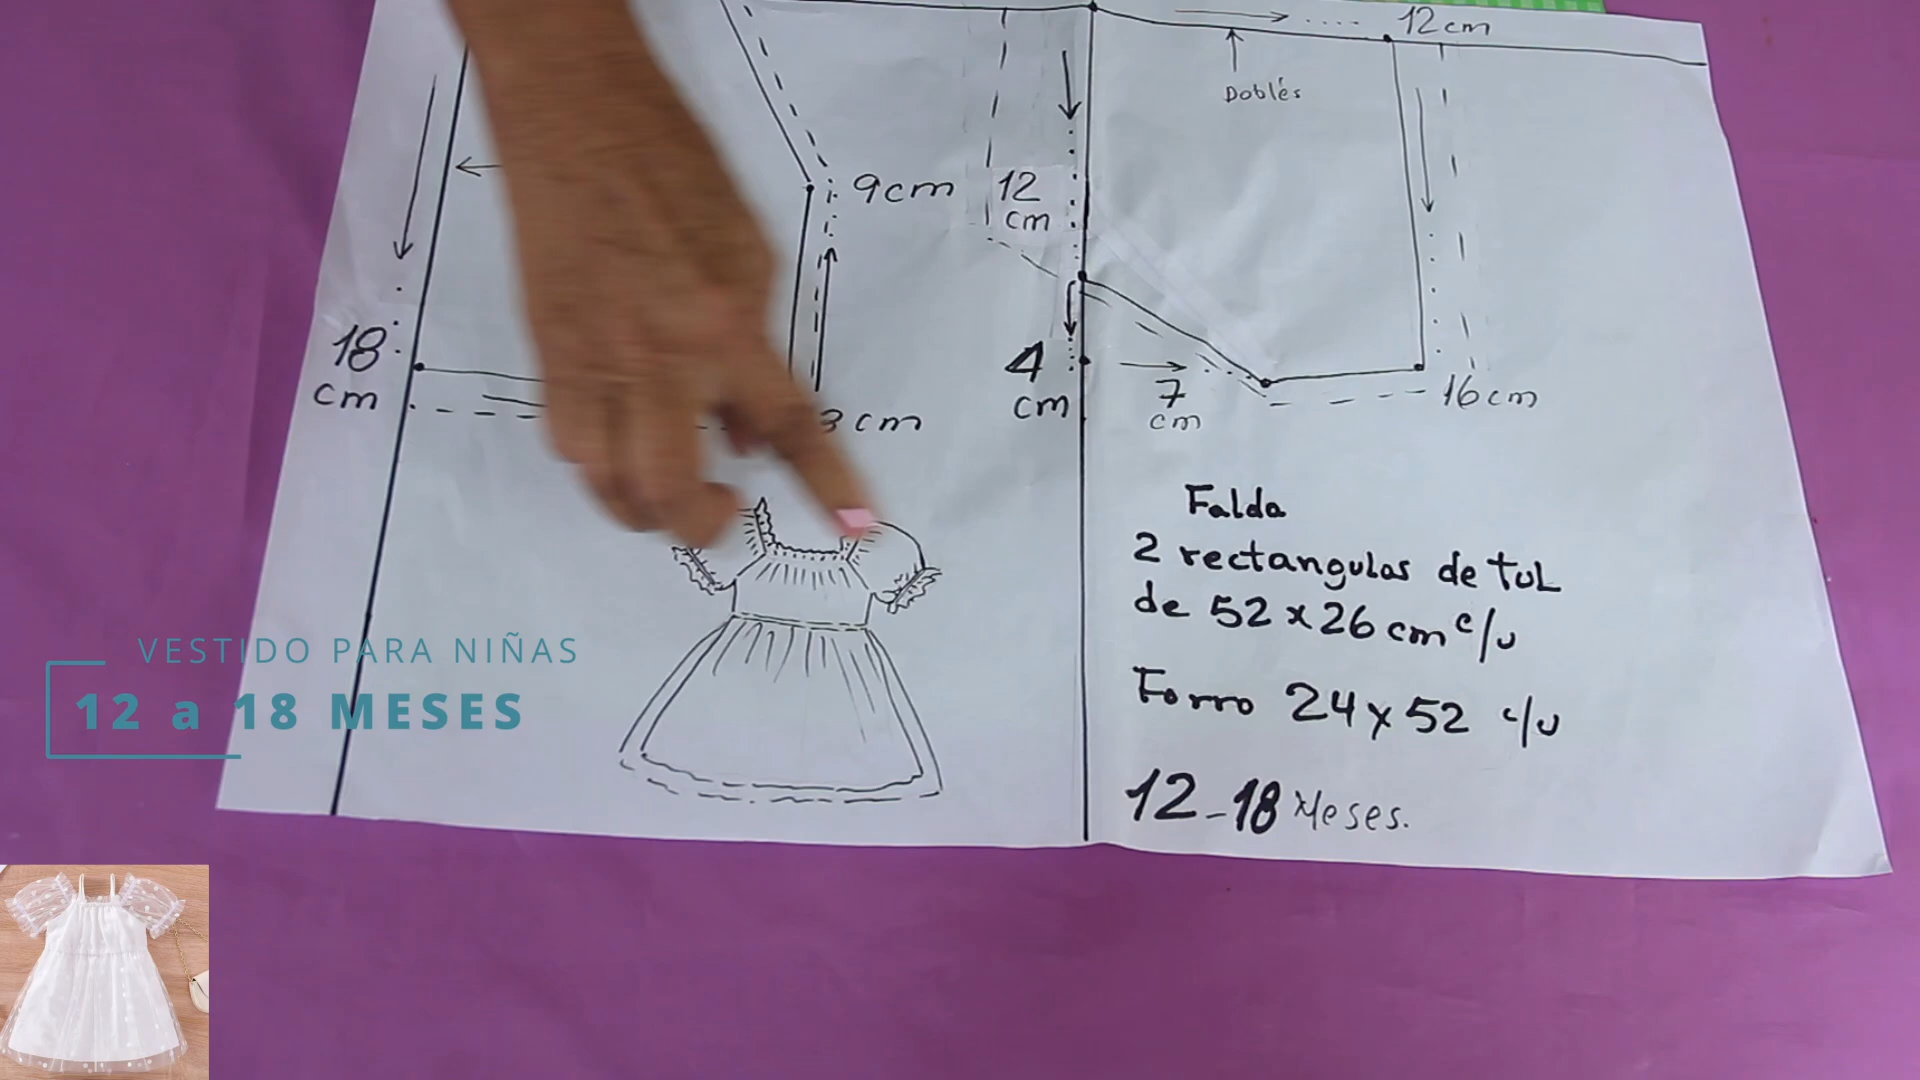 12cm
Doblés
9cm
12
cm
18
cm
4
cm
7
cm
16cm
3cm
Falda
2 rectangulas de tuL
de 52 x 26 cm c/u
Forro 24 x 52 c/u
12-18 Meses.
VESTIDO PARA NIÑAS
12 a 18 MESES